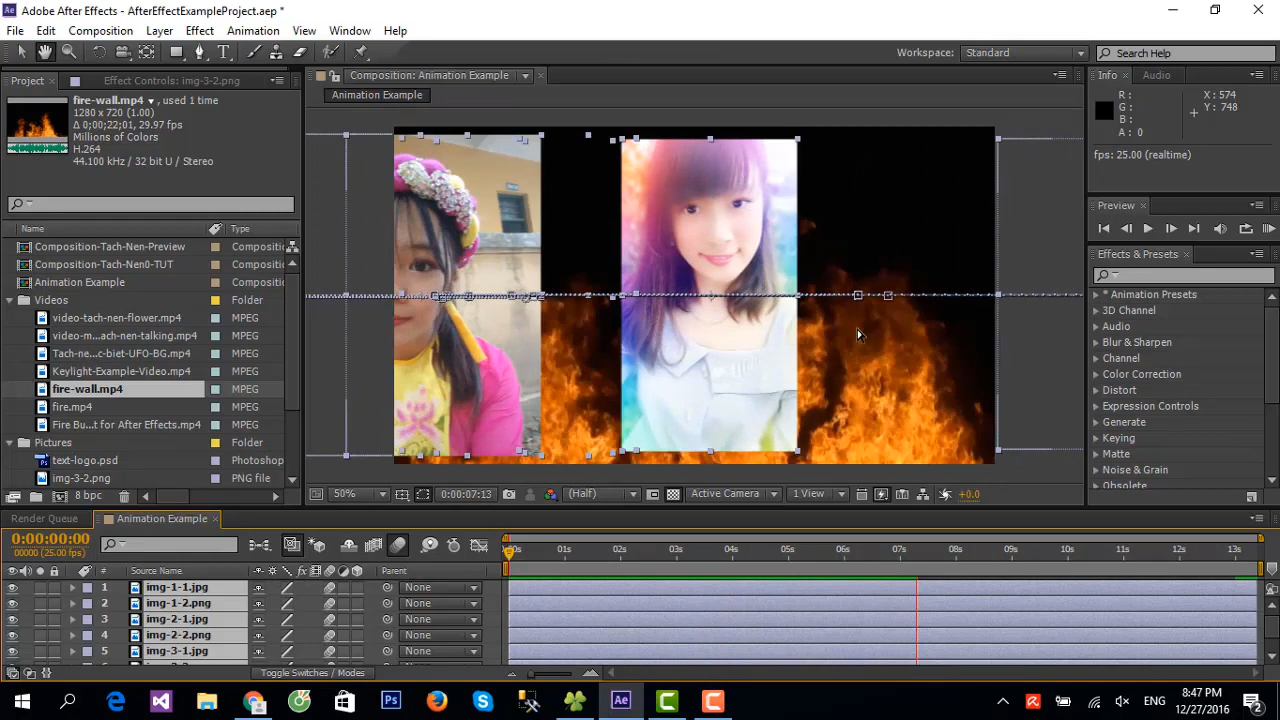 Adobe After Effects - AfterEffectExampleProject.aep *
File Edit Composition Layer Effect Animation View Window Help
Workspace: Standard Search Help
Project Effect Controls: img-3-2.png
fire-wall.mp4 , used 1 time
1280 x 720 (1.00)
Δ 0;00;22;01, 29.97 fps
Millions of Colors
H.264
44.100 kHz / 32 bit U / Stereo
Name Type
Composition-Tach-Nen-Preview Compositi
Composition-Tach-Nen0-TUT Compositi
Animation Example Compositi
Videos Folder
video-tach-nen-flower.mp4 MPEG
video-m...ach-nen-talking.mp4 MPEG
Tach-ne...c-biet-UFO-BG.mp4 MPEG
Keylight-Example-Video.mp4 MPEG
fire-wall.mp4 MPEG
fire.mp4 MPEG
Fire Bu...t for After Effects.mp4 MPEG
Pictures Folder
text-logo.psd Photoshop
img-3-2.png PNG file
8 bpc
Composition: Animation Example
Animation Example
50% 0:00:07:13 (Half) Active Camera 1 View +0.0
Info Audio
R : X : 574
G : Y : 748
B :
A : 0
fps: 25.00 (realtime)
Preview
Effects & Presets
* Animation Presets
3D Channel
Audio
Blur & Sharpen
Channel
Color Correction
Distort
Expression Controls
Generate
Keying
Matte
Noise & Grain
Obsolete
Render Queue Animation Example
0:00:00:00
00000 (25.00 fps)
00s 01s 02s 03s 04s 05s 06s 07s 08s 09s 10s 11s 12s 13s
# Source Name Parent
1 img-1-1.jpg None
2 img-1-2.png None
3 img-2-1.jpg None
4 img-2-2.png None
5 img-3-1.jpg None
Toggle Switches / Modes
ENG
8:47 PM
12/27/2016
2